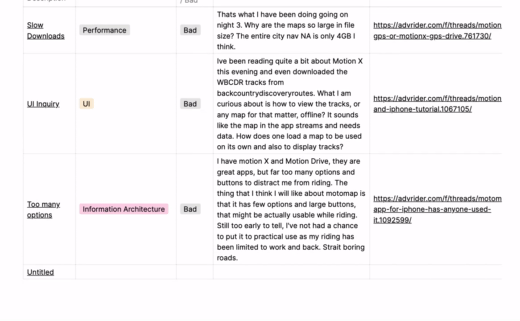 Description
/ Bad
Slow
Downloads
Performance
Bad
Thats what I have been doing going on
night 3. Why are the maps so large in file
size? The entire city nav NA is only 4GB I
think.
https://advrider.com/f/threads/motion
gps-or-motionx-gps-drive.761730/
UI Inquiry
UI
Bad
Ive been reading quite a bit about Motion X
this evening and even downloaded the
WBCDR tracks from
backcountrydiscoveryroutes. What I am
curious about is how to view the tracks, or
any map for that matter, offline? It sounds
like the map in the app streams and needs
data. How does one load a map to be used
on its own and also to display tracks?
https://advrider.com/f/threads/motion
and-iphone-tutorial.1067105/
Too many
options
Information Architecture
Bad
I have motion X and Motion Drive, they are
great apps, but far too many options and
buttons to distract me from riding. The
thing that I think I will like about motomap is
that it has few options and large buttons,
that might be actually usable while riding.
Still too early to tell, I've not had a chance
to put it to practical use as my riding has
been limited to work and back. Strait boring
roads.
https://advrider.com/f/threads/motom
app-for-iphone-has-anyone-used-
it.1092599/
Untitled